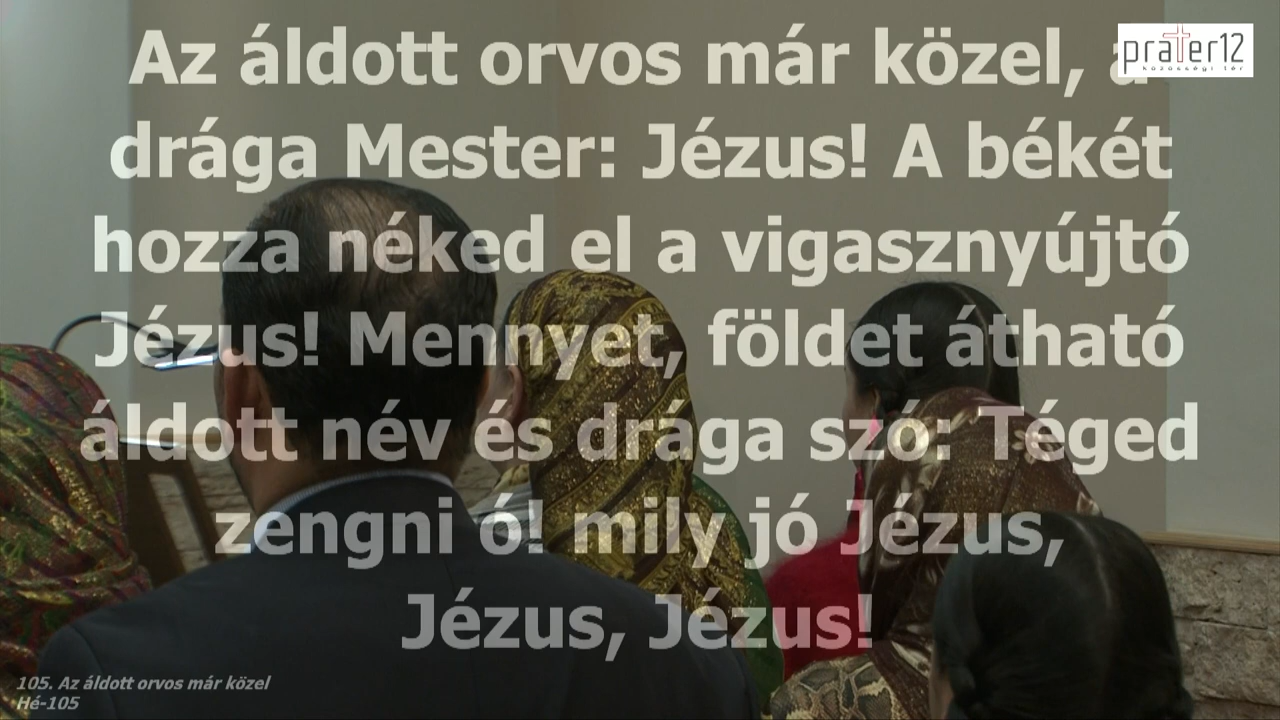 Az áldott orvos már közel, a
drága Mester: Jézus! A békét
hozza néked el a vigasznyújtó
Jézus! Mennyet, földet átható
áldott név és drága szó: Téged
zengni ó! mily jó Jézus,
Jézus, Jézus!
prater12
közösségi tér
105. Az áldott orvos már közel
Hé-105